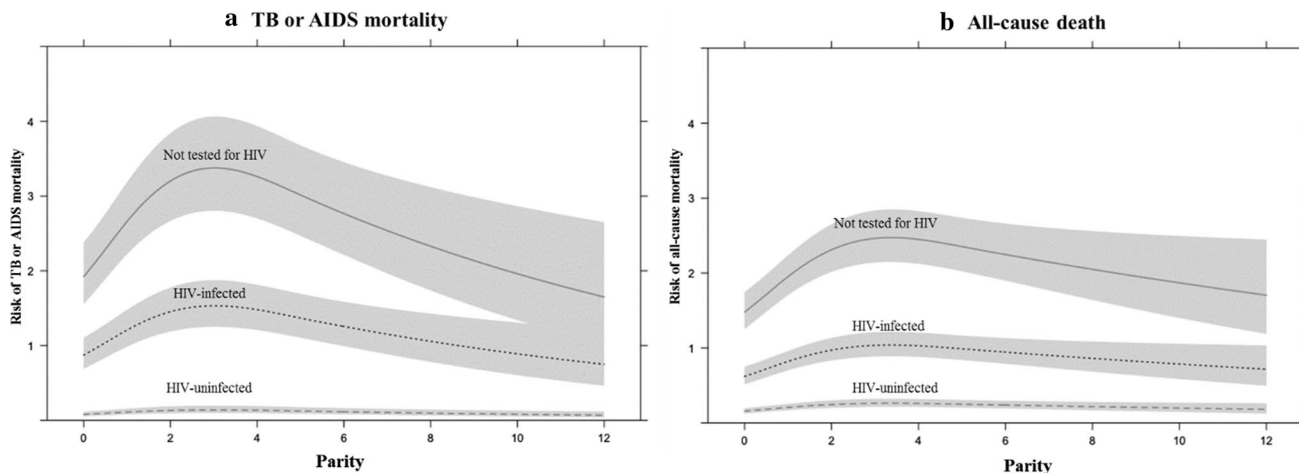 a TB or AIDS mortality
Risk of TB or AIDS mortality
4
3
2
1
Not tested for HIV
HIV-infected
HIV-uninfected
0 2 4 6 8 10 12
Parity
b All-cause death
Risk of all-cause mortality
4
3
2
1
Not tested for HIV
HIV-infected
HIV-uninfected
0 2 4 6 8 10 12
Parity